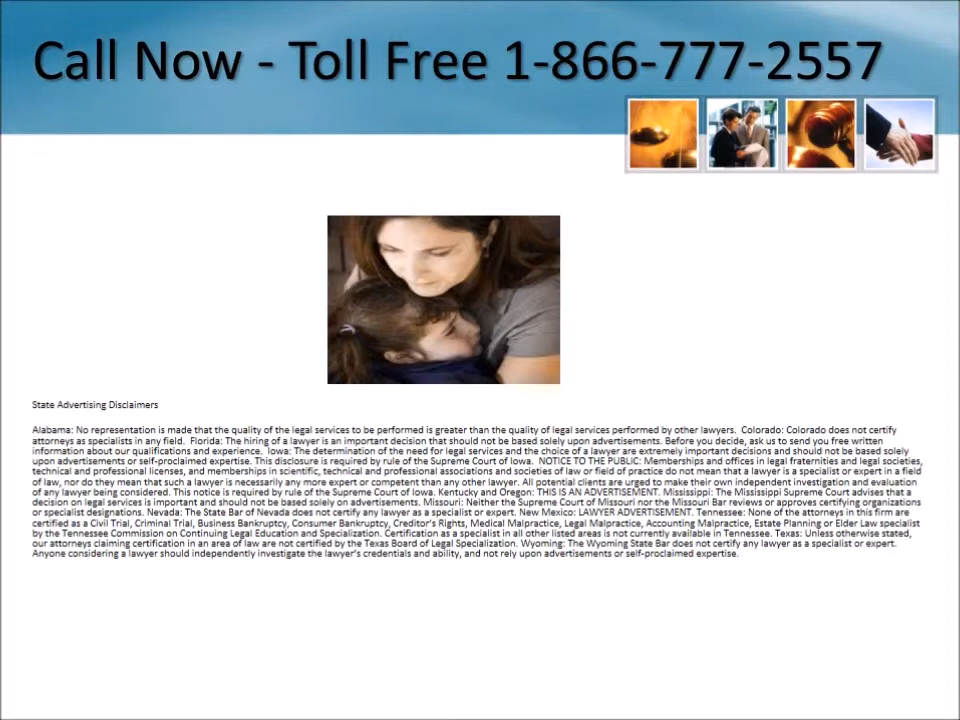 Call Now - Toll Free 1-866-777-2557
State Advertising Disclaimers
Alabama: No representation is made that the quality of the legal services to be performed is greater than the quality of legal services performed by other lawyers. Colorado: Colorado does not certify
attorneys as specialists in any field. Florida: The hiring of a lawyer is an important decision that should not be based solely upon advertisements. Before you decide, ask us to send you free written
information about our qualifications and experience. Iowa: The determination of the need for legal services and the choice of a lawyer are extremely important decisions and should not be based solely
upon advertisements or self-proclaimed expertise. This disclosure is required by rule of the Supreme Court of Iowa. NOTICE TO THE PUBLIC: Memberships and offices in legal fraternities and legal societies,
technical and professional licenses, and memberships in scientific, technical and professional associations and societies of law or field of practice do not mean that a lawyer is a specialist or expert in a field
of law, nor do they mean that such a lawyer is necessarily any more expert or competent than any other lawyer. All potential clients are urged to make their own independent investigation and evaluation
of any lawyer being considered. This notice is required by rule of the Supreme Court of Iowa. Kentucky and Oregon: THIS IS AN ADVERTISEMENT. Mississippi: The Mississippi Supreme Court advises that a
decision on legal services is important and should not be based solely on advertisements. Missouri: Neither the Supreme Court of Missouri nor the Missouri Bar reviews or approves certifying organizations
or specialist designations. Nevada: The State Bar of Nevada does not certify any lawyer as a specialist or expert. New Mexico: LAWYER ADVERTISEMENT. Tennessee: None of the attorneys in this firm are
certified as a Civil Trial, Criminal Trial, Business Bankruptcy, Consumer Bankruptcy, Creditor's Rights, Medical Malpractice, Legal Malpractice, Accounting Malpractice, Estate Planning or Elder Law specialist
by the Tennessee Commission on Continuing Legal Education and Specialization. Certification as a specialist in all other listed areas is not currently available in Tennessee. Texas: Unless otherwise stated,
our attorneys claiming certification in an area of law are not certified by the Texas Board of Legal Specialization. Wyoming: The Wyoming State Bar does not certify any lawyer as a specialist or expert.
Anyone considering a lawyer should independently investigate the lawyer's credentials and ability, and not rely upon advertisements or self-proclaimed expertise.